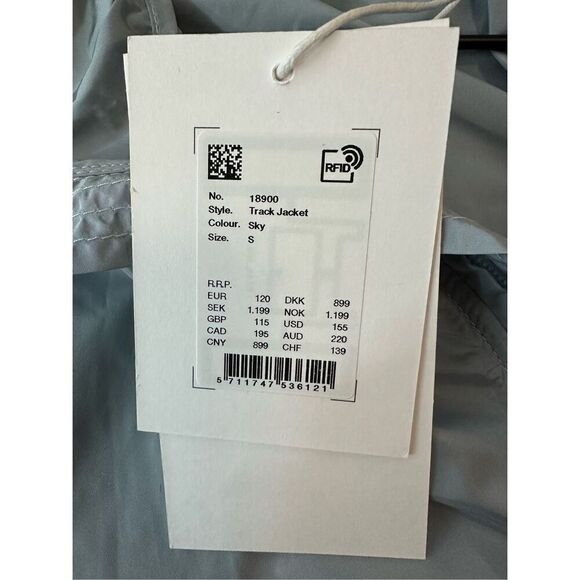 RFID
No. 18900
Style. Track Jacket
Colour. Sky
Size. S
R.R.P.
EUR 120 DKK 899
SEK 1.199 NOK 1.199
GBP 115 USD 155
CAD 195 AUD 220
CNY 899 CHF 139
5 711747 536121